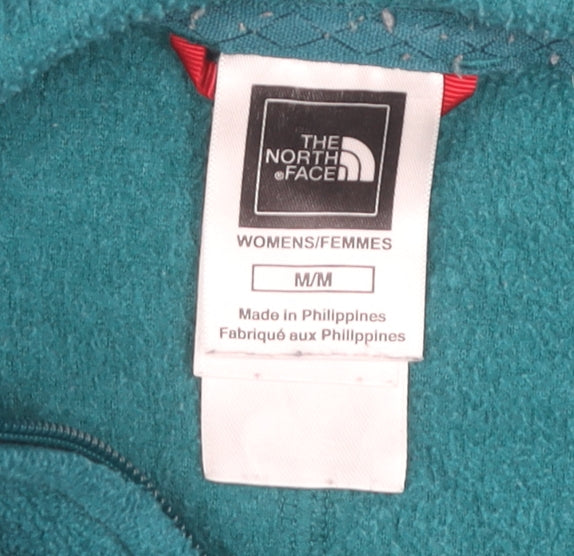 THE
NORTH
®FACE
WOMENS/FEMMES
M/M
Made in Philippines
Fabriqué aux Philippines